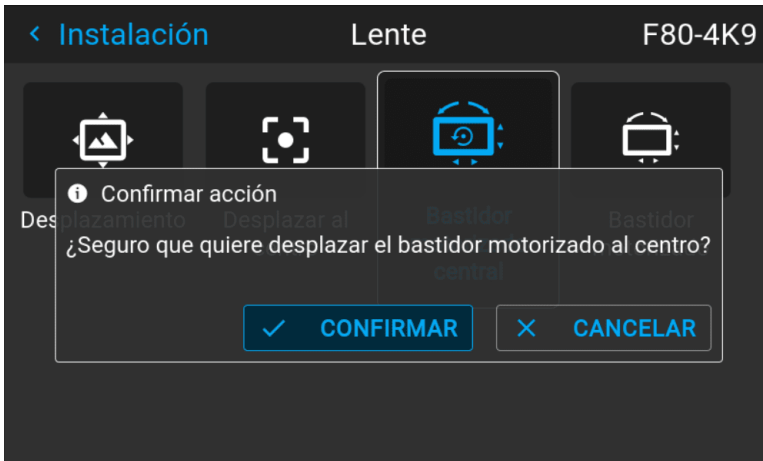 Instalación
Lente
F80-4K9
Confirmar acción
Desplazamiento
Desplazar al
Bastidor
Bastidor
¿Seguro que quiere desplazar el bastidor motorizado al centro?
central
CONFIRMAR
CANCELAR